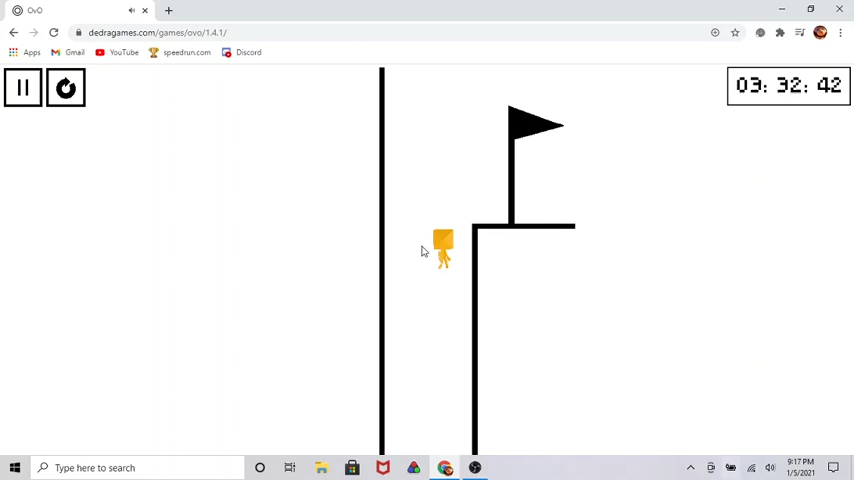 OvO
dedragames.com/games/ovo/1.4.1/
Apps Gmail YouTube speedrun.com Discord
03: 32: 42
Type here to search
9:17 PM
1/5/2021